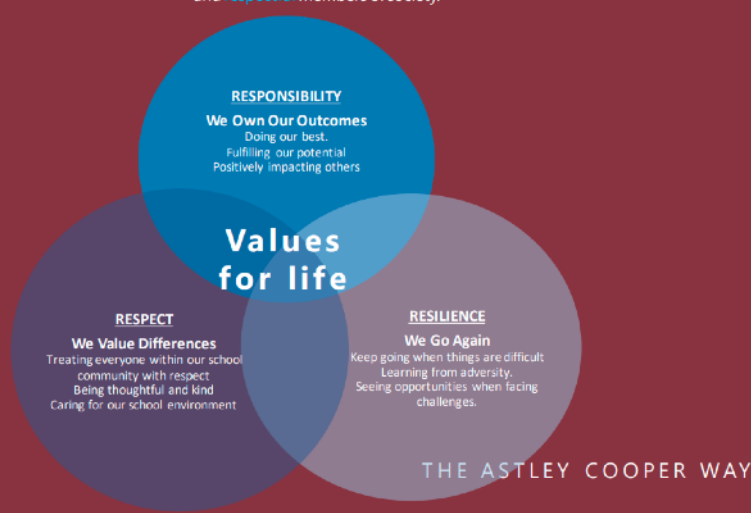 members of society.
RESPONSIBILITY
We Own Our Outcomes
Doing our best.
Fulfilling our potential
Positively impacting others
Values
for life
RESPECT
We Value Differences
Treating everyone within our school
community with respect
Being thoughtful and kind
Caring for our school environment
RESILIENCE
We Go Again
Keep going when things are difficult
Learning from adversity.
Seeing opportunities when facing
challenges.
THE ASTLEY COOPER WAY